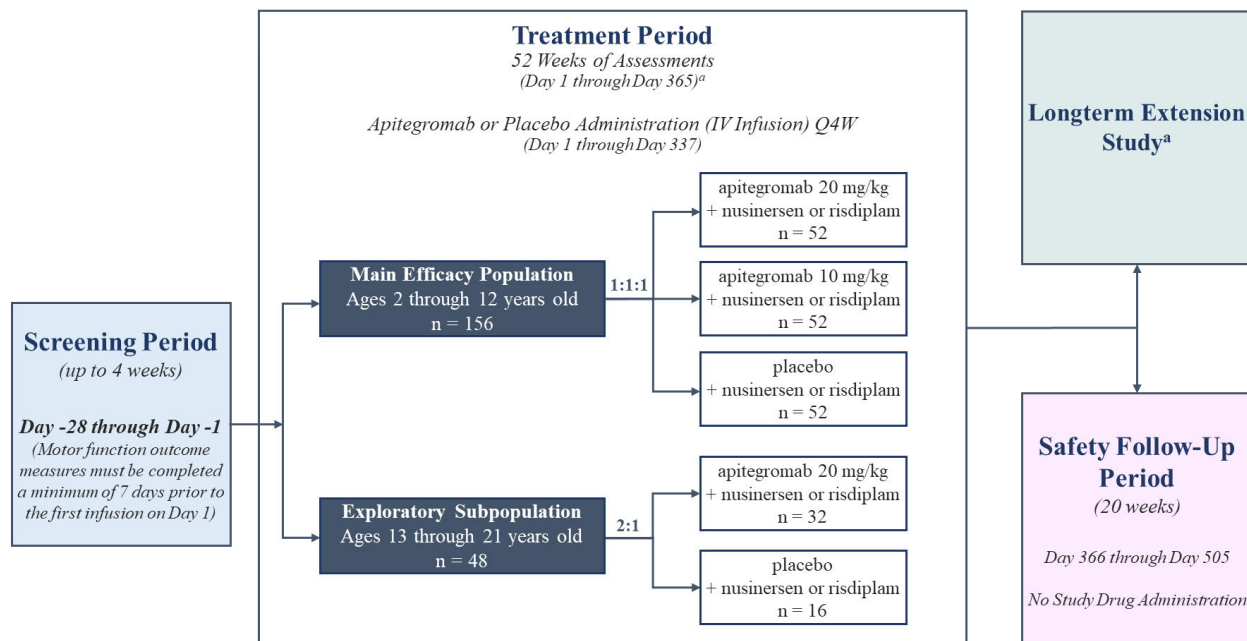 Screening Period
(up to 4 weeks)
Day -28 through Day -1
(Motor function outcome
measures must be completed
a minimum of 7 days prior to
the first infusion on Day 1)
Treatment Period
52 Weeks of Assessments
(Day 1 through Day 365)ᵃ
Apitegromab or Placebo Administration (IV Infusion) Q4W
(Day 1 through Day 337)
Main Efficacy Population
Ages 2 through 12 years old
n = 156
1:1:1
apitegromab 20 mg/kg
+ nusinersen or risdiplam
n = 52
apitegromab 10 mg/kg
+ nusinersen or risdiplam
n = 52
placebo
+ nusinersen or risdiplam
n = 52
Exploratory Subpopulation
Ages 13 through 21 years old
n = 48
2:1
apitegromab 20 mg/kg
+ nusinersen or risdiplam
n = 32
placebo
+ nusinersen or risdiplam
n = 16
Longterm Extension
Studyᵃ
Safety Follow-Up
Period
(20 weeks)
Day 366 through Day 505
No Study Drug Administration